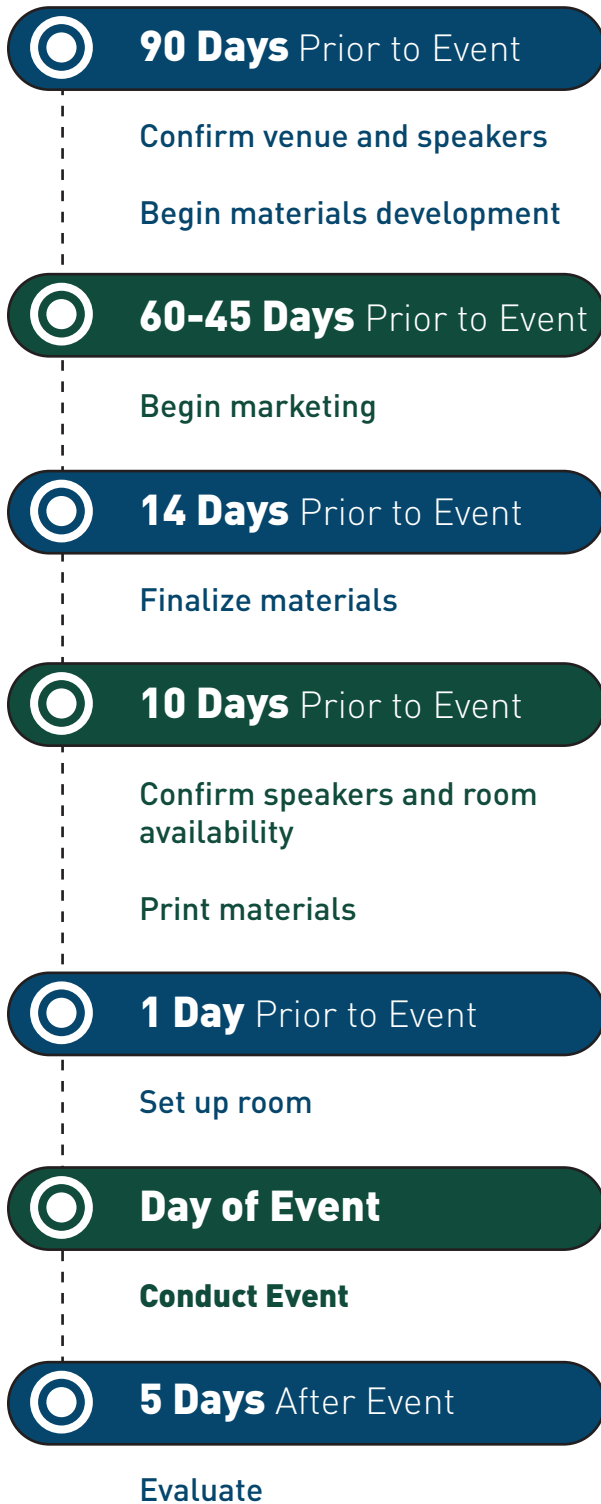 90 Days Prior to Event
Confirm venue and speakers
Begin materials development
60-45 Days Prior to Event
Begin marketing
14 Days Prior to Event
Finalize materials
10 Days Prior to Event
Confirm speakers and room
availability
Print materials
1 Day Prior to Event
Set up room
Day of Event
Conduct Event
5 Days After Event
Evaluate